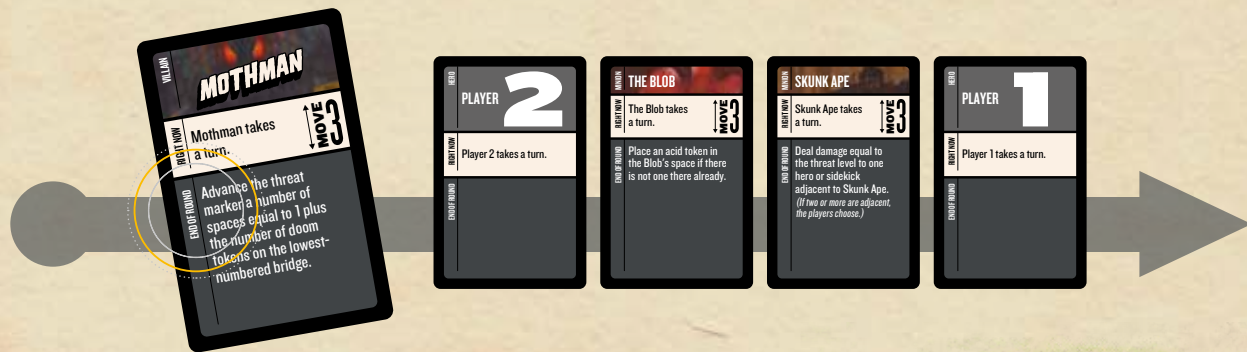 VILLAIN
MOTHMAN
RIGHT NOW
Mothman takes
a turn.
MOVE
3
END OF ROUND
Advance the threat
marker a number of
spaces equal to 1 plus
the number of doom
tokens on the lowest-
numbered bridge.
HERO
PLAYER 2
RIGHT NOW
Player 2 takes a turn.
END OF ROUND
MINION
THE BLOB
RIGHT NOW
The Blob takes
a turn.
MOVE
3
END OF ROUND
Place an acid token in
the Blob's space if there
is not one there already.
MINION
SKUNK APE
RIGHT NOW
Skunk Ape takes
a turn.
MOVE
3
END OF ROUND
Deal damage equal to
the threat level to one
hero or sidekick
adjacent to Skunk Ape.
(If two or more are adjacent,
the players choose.)
HERO
PLAYER 1
RIGHT NOW
Player 1 takes a turn.
END OF ROUND